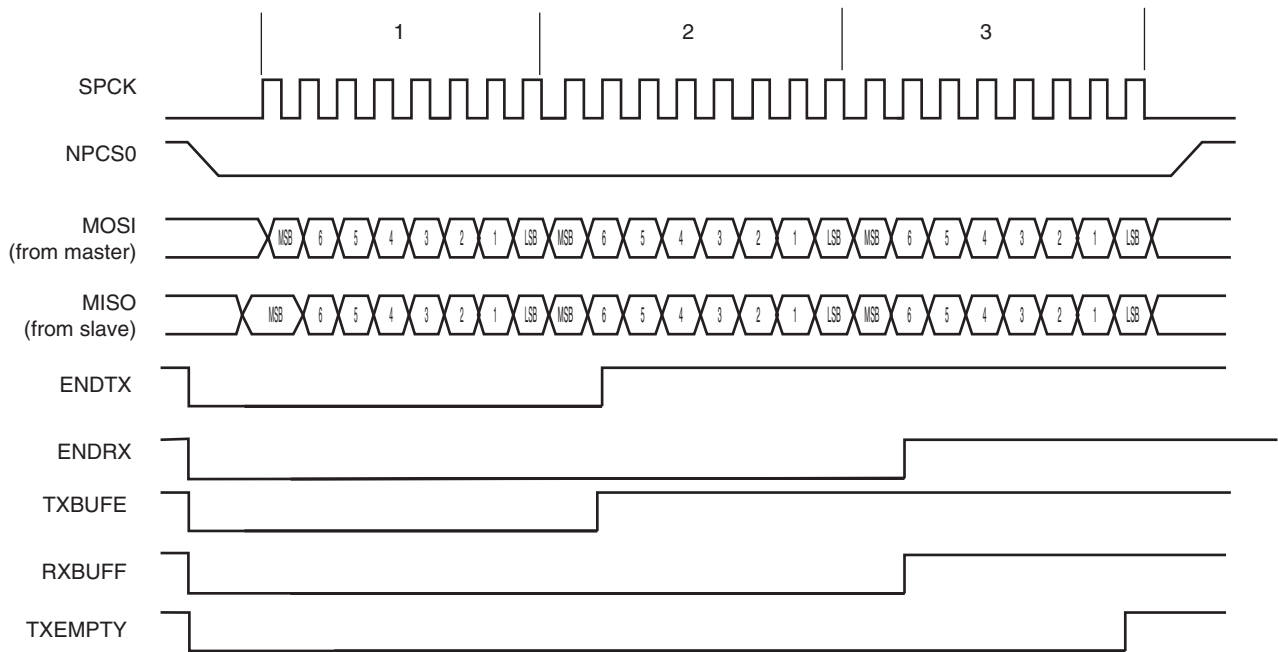 1 2 3
SPCK
NPCS0
MOSI
(from master)
MSB 6 5 4 3 2 1 LSB MSB 6 5 4 3 2 1 LSB MSB 6 5 4 3 2 1 LSB
MISO
(from slave)
MSB 6 5 4 3 2 1 LSB MSB 6 5 4 3 2 1 LSB MSB 6 5 4 3 2 1 LSB
ENDTX
ENDRX
TXBUFE
RXBUFF
TXEMPTY